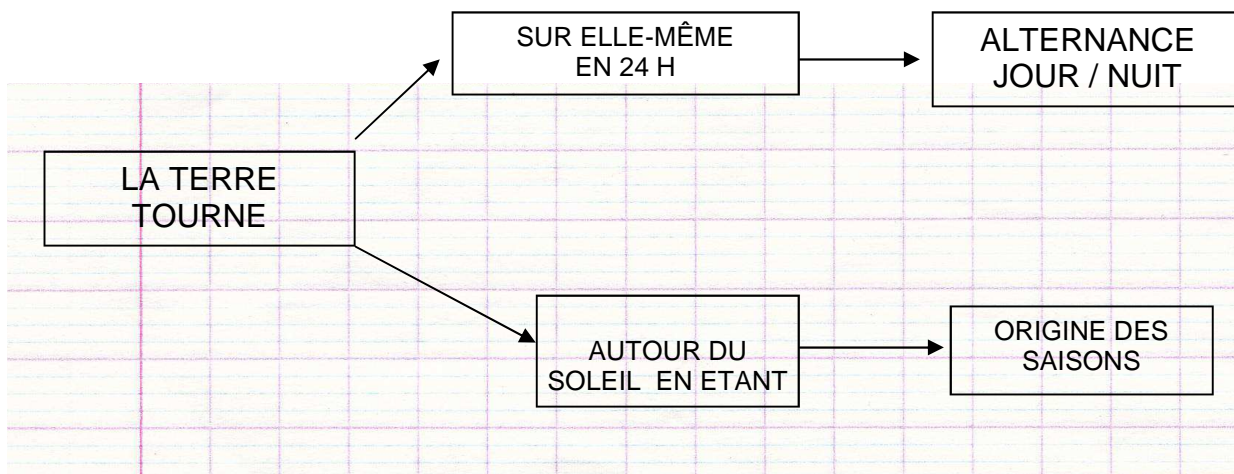 SUR ELLE-MÊME
EN 24 H
ALTERNANCE
JOUR / NUIT
LA TERRE
TOURNE
AUTOUR DU
SOLEIL EN ETANT
ORIGINE DES
SAISONS